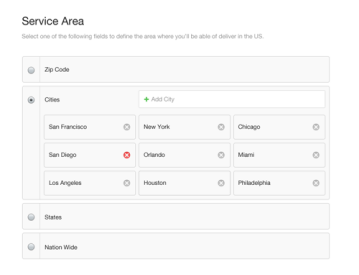 Service Area
Select one of the following fields to define the area where you'll be able of deliver in the US.
Zip Code
Cities
+ Add City
San Francisco
New York
Chicago
San Diego
Orlando
Miami
Los Angeles
Houston
Philadelphia
States
Nation Wide